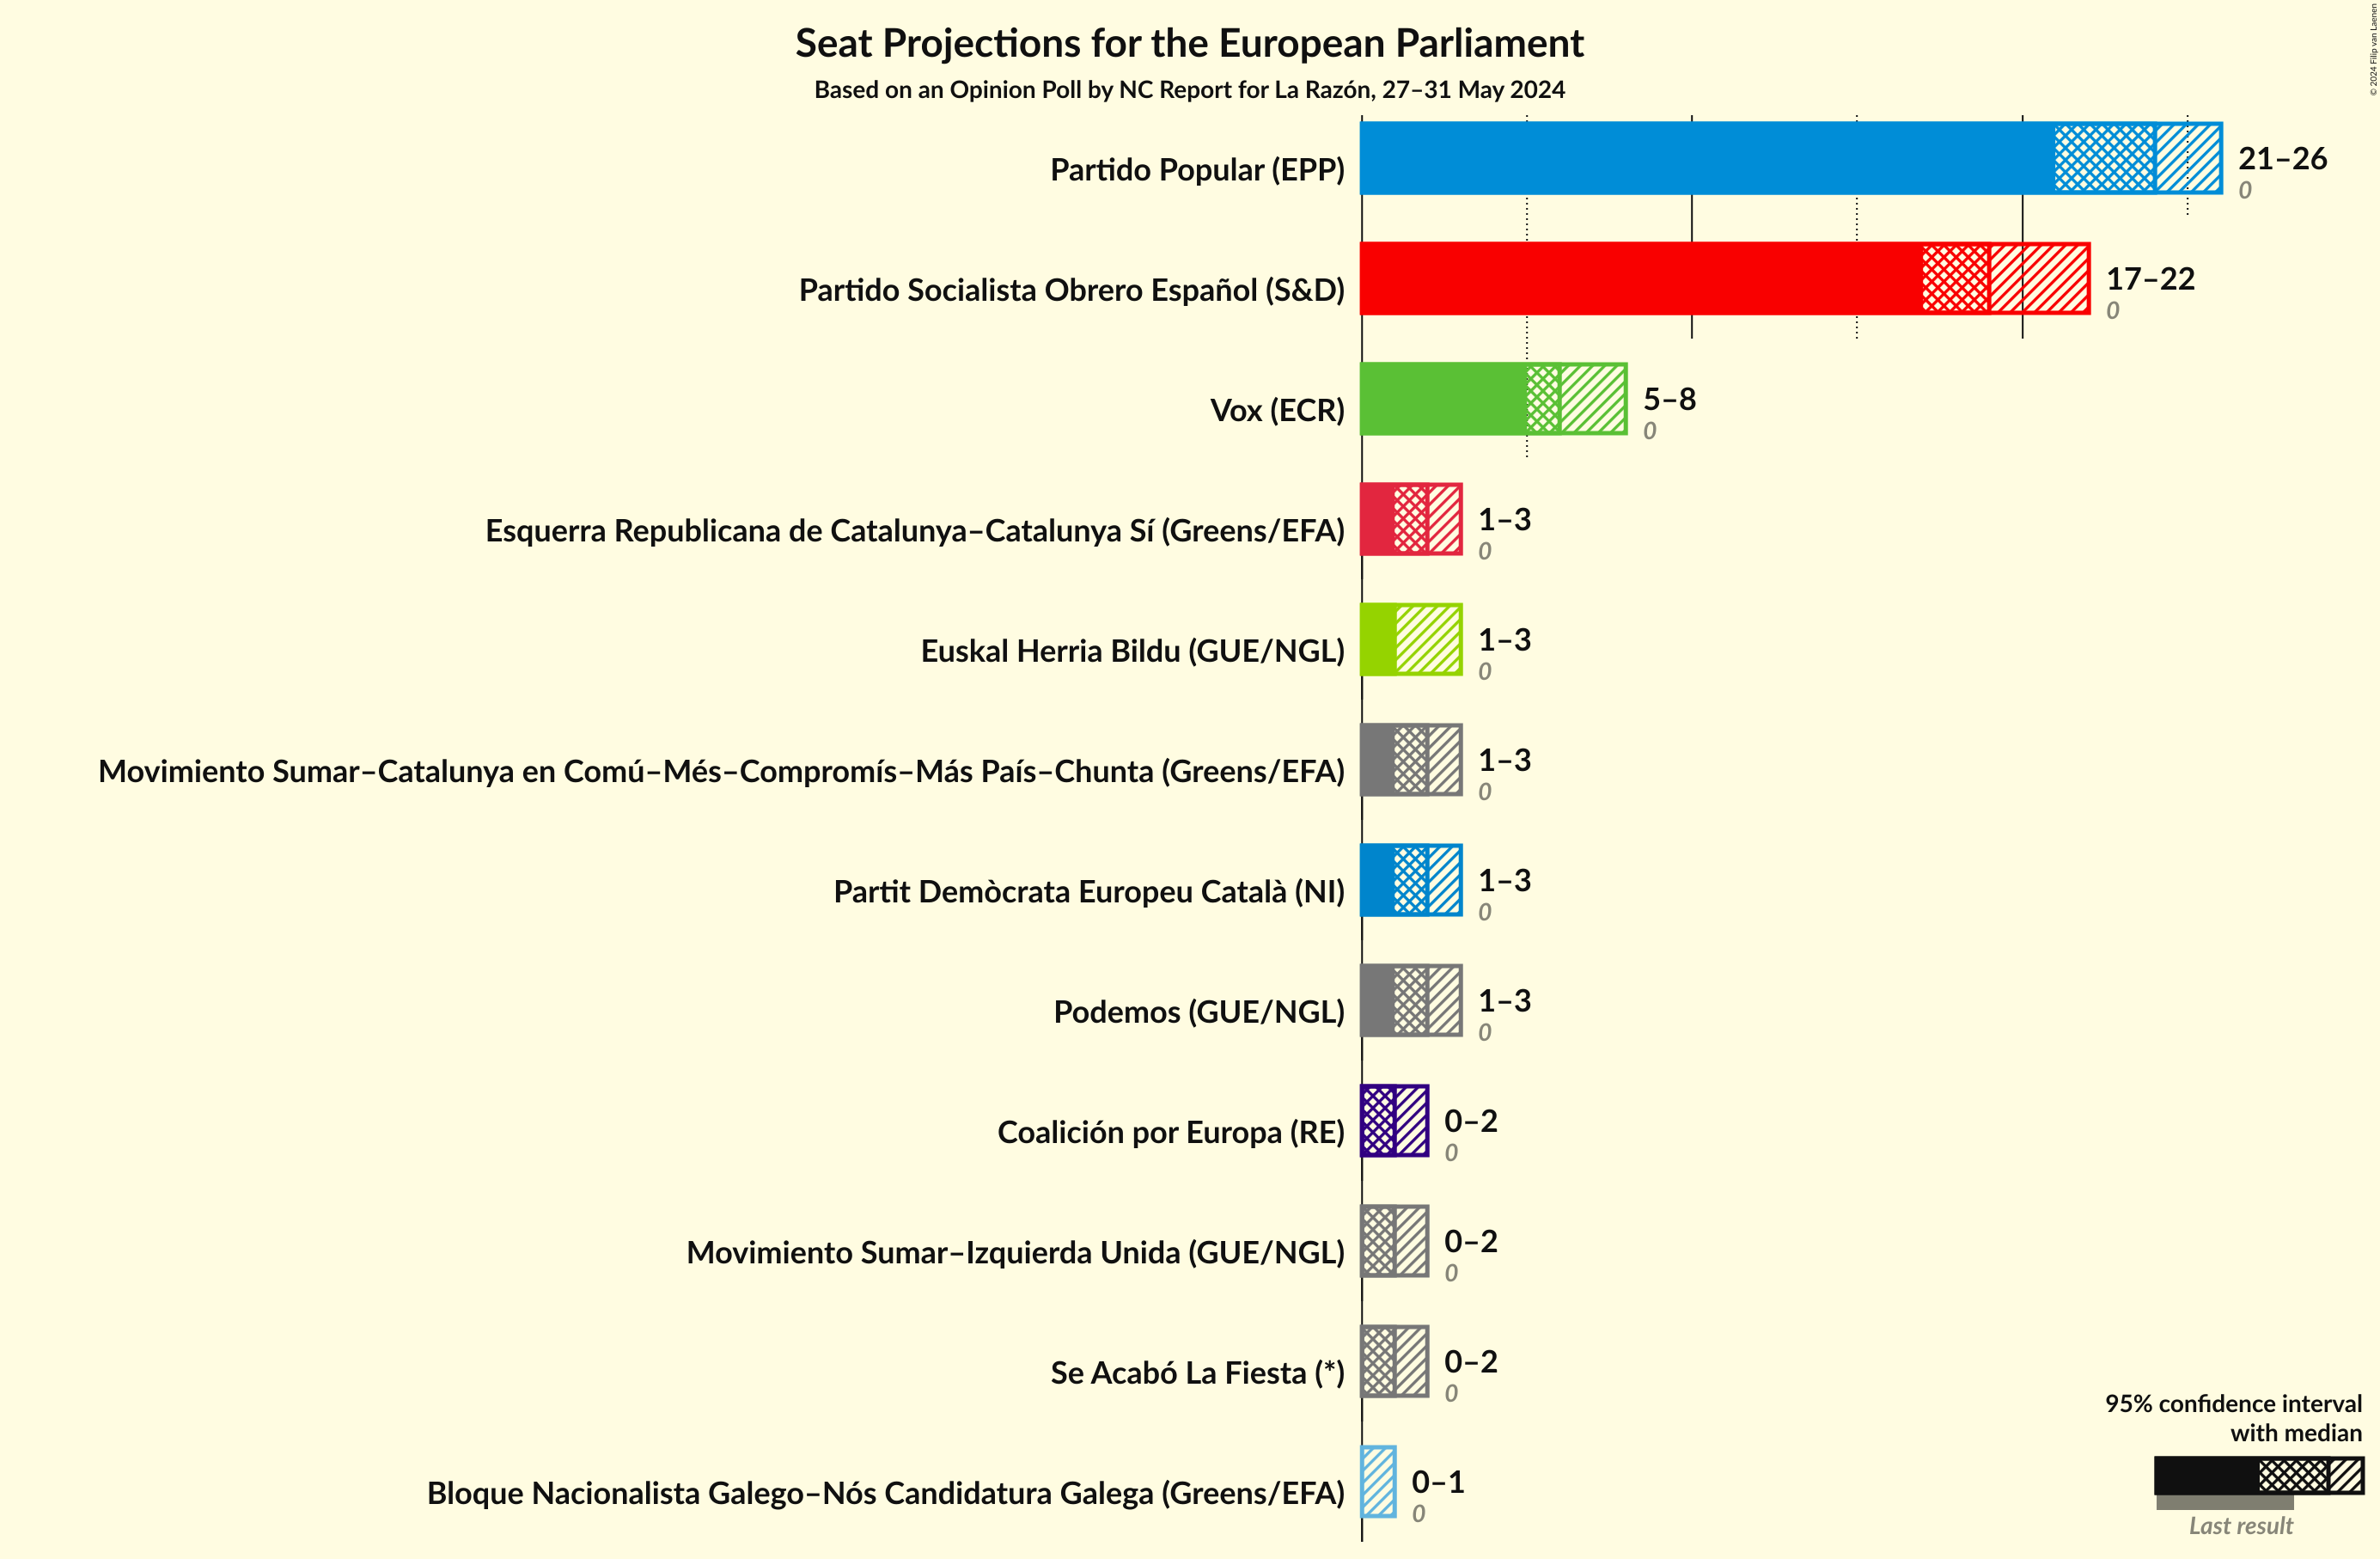 Seat Projections for the European Parliament
Based on an Opinion Poll by NC Report for La Razón, 27–31 May 2024
© 2024 Filip van Laenen
Partido Popular (EPP)
21–26
0
Partido Socialista Obrero Español (S&D)
17–22
0
Vox (ECR)
5–8
0
Esquerra Republicana de Catalunya–Catalunya Sí (Greens/EFA)
1–3
0
Euskal Herria Bildu (GUE/NGL)
1–3
0
Movimiento Sumar–Catalunya en Comú–Més–Compromís–Más País–Chunta (Greens/EFA)
1–3
0
Partit Demòcrata Europeu Català (NI)
1–3
0
Podemos (GUE/NGL)
1–3
0
Coalición por Europa (RE)
0–2
0
Movimiento Sumar–Izquierda Unida (GUE/NGL)
0–2
0
Se Acabó La Fiesta (*)
0–2
0
Bloque Nacionalista Galego–Nós Candidatura Galega (Greens/EFA)
0–1
0
95% confidence interval
with median
Last result